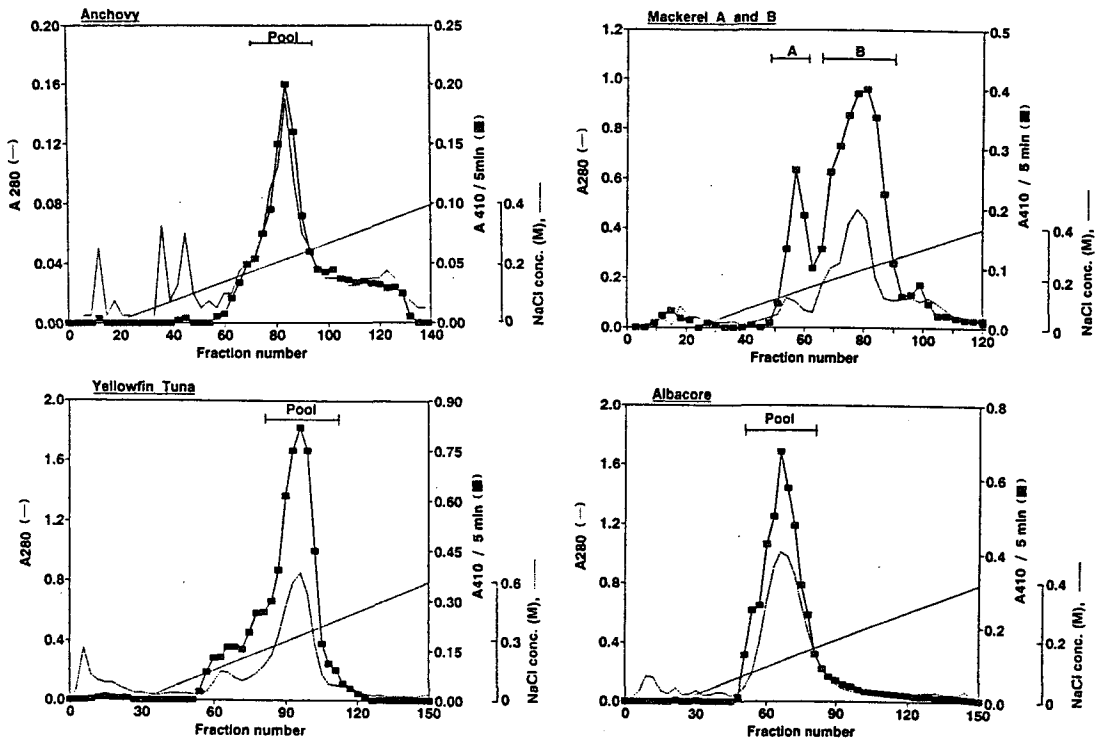 Anchovy
Pool
A 280 (—)
0.20
0.16
0.12
0.08
0.04
0.00
0 20 40 60 80 100 120 140
Fraction number
0.25
0.20
0.15
0.10
0.05
0.00
A 410 / 5min (■)
0.4
0.2
0
NaCl conc. (M), ——
Mackerel A and B
A
B
A280 (—)
1.2
1.0
0.8
0.6
0.4
0.2
0.0
0 20 40 60 80 100 120
Fraction number
0.5
0.4
0.3
0.2
0.1
0.0
A410 / 5 min (■)
0.4
0.2
0
NaCl conc. (M), ——
Yellowfin Tuna
Pool
A280 (—)
2.0
1.6
1.2
0.8
0.4
0.0
0 30 60 90 120 150
Fraction number
0.90
0.75
0.60
0.45
0.30
0.15
0.00
A410 / 5 min (■)
0.6
0.3
0
NaCl conc. (M), ——
Albacore
Pool
A280 (—)
2.0
1.6
1.2
0.8
0.4
0.0
0 30 60 90 120 150
Fraction number
0.8
0.6
0.4
0.2
0.0
A410 / 5 min (■)
0.4
0.2
0
NaCl conc. (M), ——